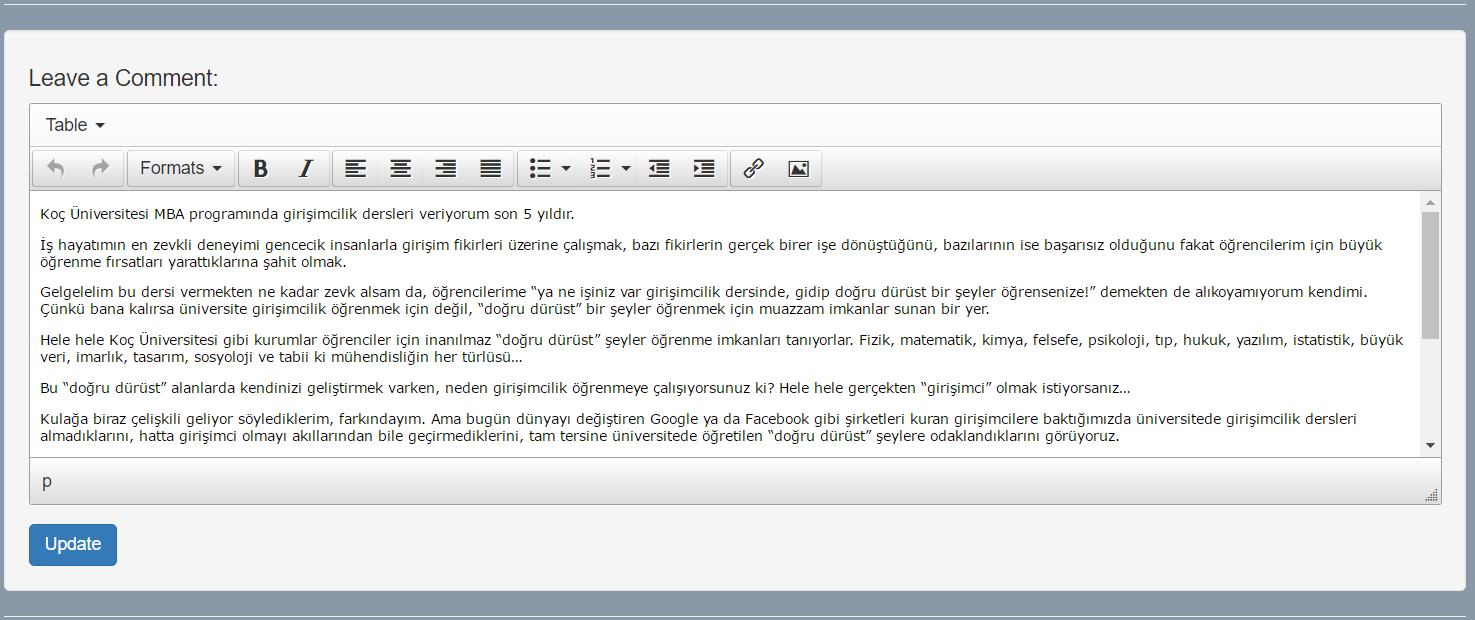 Leave a Comment:
Table
Formats B I
Koç Üniversitesi MBA programında girişimcilik dersleri veriyorum son 5 yıldır.
İş hayatımın en zevkli deneyimi gencecik insanlarla girişim fikirleri üzerine çalışmak, bazı fikirlerin gerçek birer işe dönüştüğünü, bazılarının ise başarısız olduğunu fakat öğrencilerim için büyük
öğrenme fırsatları yarattıklarına şahit olmak.
Gelgelelim bu dersi vermekten ne kadar zevk alsam da, öğrencilerime “ya ne işiniz var girişimcilik dersinde, gidip doğru dürüst bir şeyler öğrensenize!” demekten de alıkoyamıyorum kendimi.
Çünkü bana kalırsa üniversite girişimcilik öğrenmek için değil, “doğru dürüst” bir şeyler öğrenmek için muazzam imkanlar sunan bir yer.
Hele hele Koç Üniversitesi gibi kurumlar öğrenciler için inanılmaz “doğru dürüst” şeyler öğrenme imkanları tanıyorlar. Fizik, matematik, kimya, felsefe, psikoloji, tıp, hukuk, yazılım, istatistik, büyük
veri, imarlık, tasarım, sosyoloji ve tabii ki mühendisliğin her türlüsü…
Bu “doğru dürüst” alanlarda kendinizi geliştirmek varken, neden girişimcilik öğrenmeye çalışıyorsunuz ki? Hele hele gerçekten “girişimci” olmak istiyorsanız…
Kulağa biraz çelişkili geliyor söylediklerim, farkındayım. Ama bugün dünyayı değiştiren Google ya da Facebook gibi şirketleri kuran girişimcilere baktığımızda üniversitede girişimcilik dersleri
almadıklarını, hatta girişimci olmayı akıllarından bile geçirmediklerini, tam tersine üniversitede öğretilen “doğru dürüst” şeylere odaklandıklarını görüyoruz.
p
Update